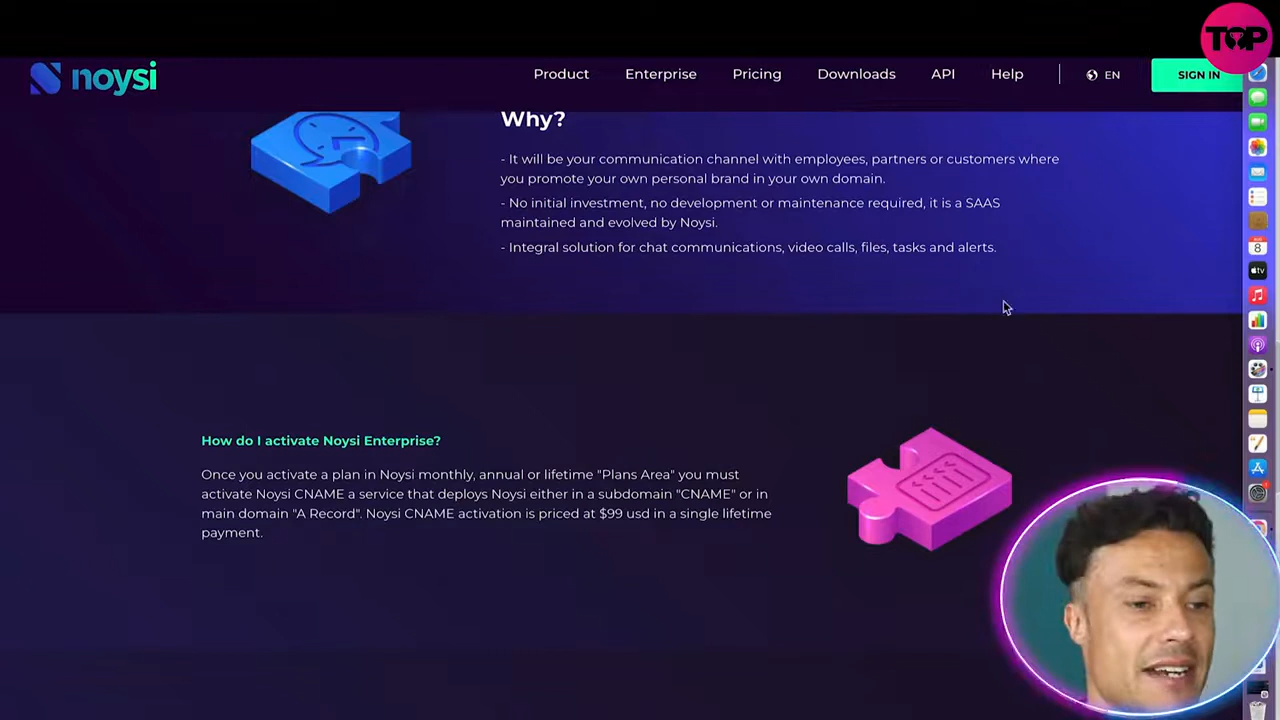 TOP
noysi
Product Enterprise Pricing Downloads API Help EN SIGN IN
Why?
- It will be your communication channel with employees, partners or customers where
you promote your own personal brand in your own domain.
- No initial investment, no development or maintenance required, it is a SAAS
maintained and evolved by Noysi.
- Integral solution for chat communications, video calls, files, tasks and alerts.
8
tv
How do I activate Noysi Enterprise?
Once you activate a plan in Noysi monthly, annual or lifetime "Plans Area" you must
activate Noysi CNAME a service that deploys Noysi either in a subdomain "CNAME" or in
main domain "A Record". Noysi CNAME activation is priced at $99 usd in a single lifetime
payment.